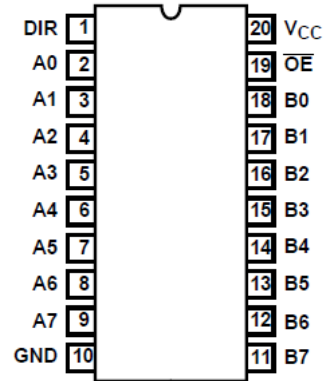 DIR 1 20 VCC
A0 2 19 OE
A1 3 18 B0
A2 4 17 B1
A3 5 16 B2
A4 6 15 B3
A5 7 14 B4
A6 8 13 B5
A7 9 12 B6
GND 10 11 B7